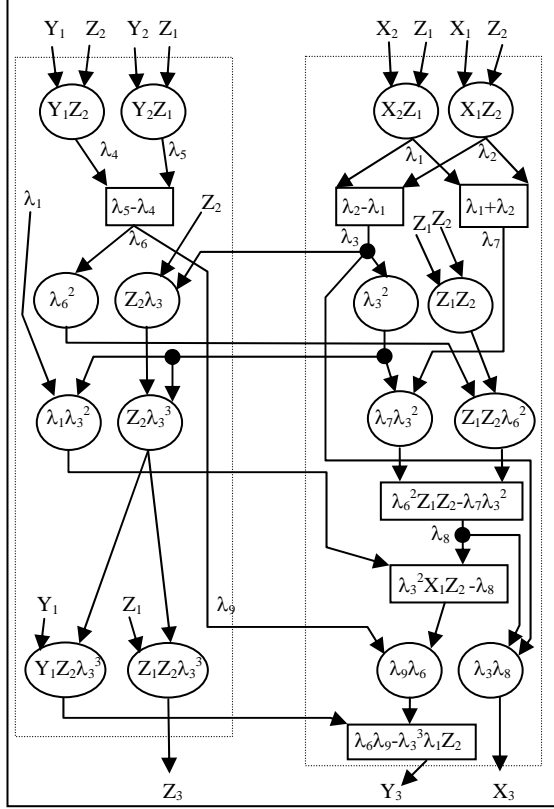 Y₁ Z₂ Y₂ Z₁ X₂ Z₁ X₁ Z₂
Y₁Z₂ Y₂Z₁ X₂Z₁ X₁Z₂
λ₄ λ₅ λ₁ λ₂
λ₁ λ₅-λ₄ Z₂ λ₂-λ₁ λ₁+λ₂
λ₆ λ₃ Z₁ Z₂ λ₇
λ₆² Z₂λ₃ λ₃² Z₁Z₂
λ₁λ₃² Z₂λ₃³ λ₇λ₃² Z₁Z₂λ₆²
λ₆²Z₁Z₂-λ₇λ₃²
λ₈
λ₃²X₁Z₂-λ₈
Y₁ Z₁ λ₉
Y₁Z₂λ₃³ Z₁Z₂λ₃³ λ₉λ₆ λ₃λ₈
λ₆λ₉-λ₃³λ₁Z₂
Z₃ Y₃ X₃